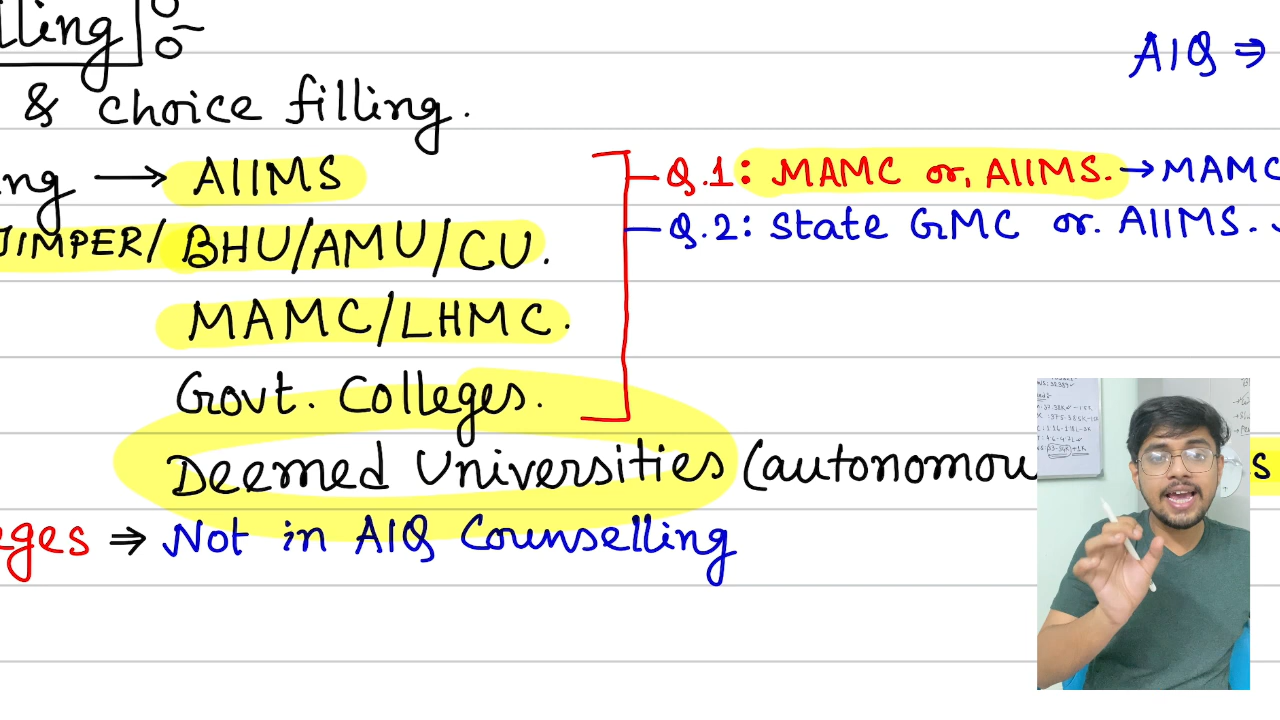 lling :~
AIQ ⇒
& choice filling.
ng → AIIMS
Q.1: MAMC or, AIIMS. → MAMC
JIMPER/ BHU/AMU/CU.
Q.2: State GMC or. AIIMS.
MAMC/LHMC.
Govt. Colleges.
Deemed Universities (autonomou
s
eges ⇒ Not in AIQ Counselling